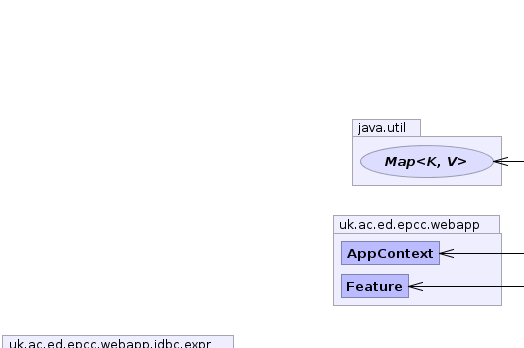 java.util
Map<K, V>
uk.ac.ed.epcc.webapp
AppContext
Feature
uk.ac.ed.epcc.webapp.jdbc.expr